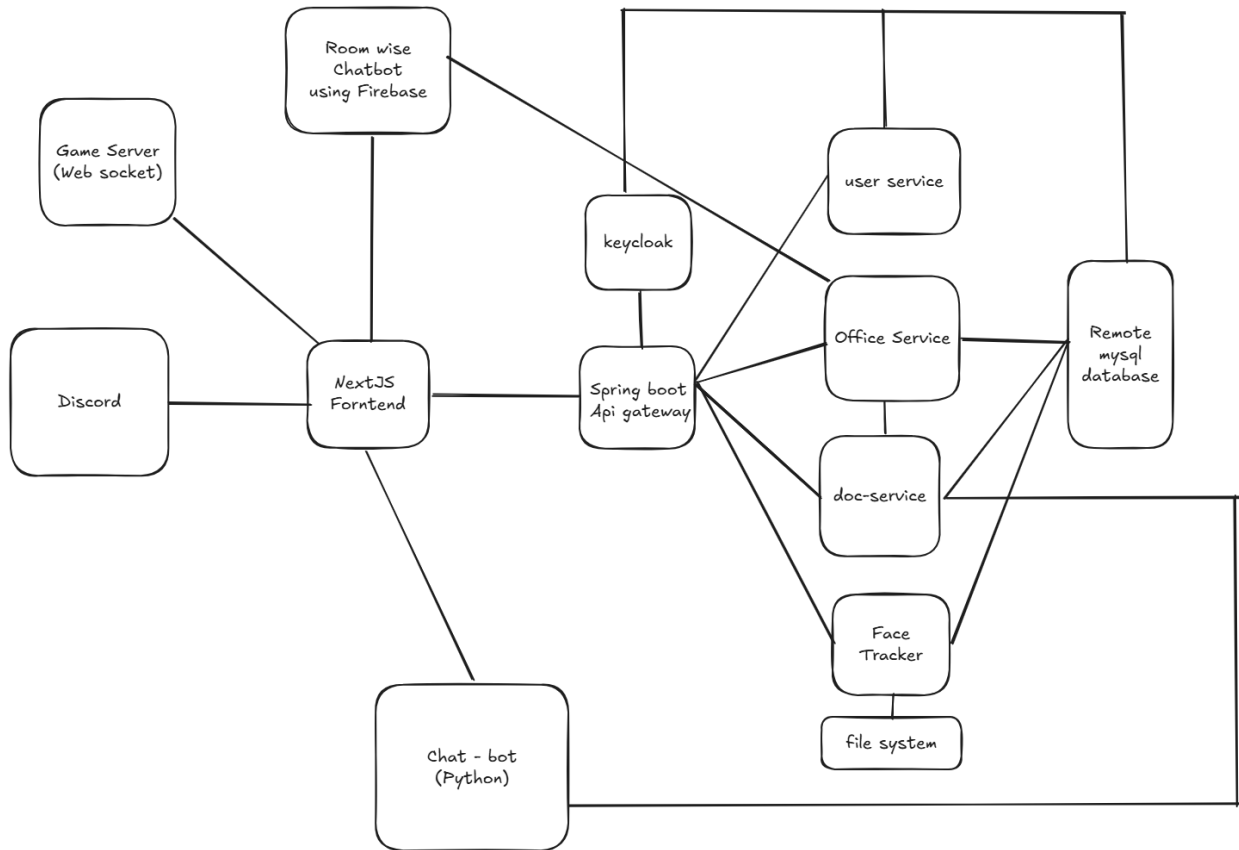 Room wise
Chatbot
using Firebase
Game Server
(Web socket)
user service
keycloak
Office Service
Remote
mysql
database
NextJS
Forntend
Spring boot
Api gateway
Discord
doc-service
Face
Tracker
file system
Chat - bot
(Python)